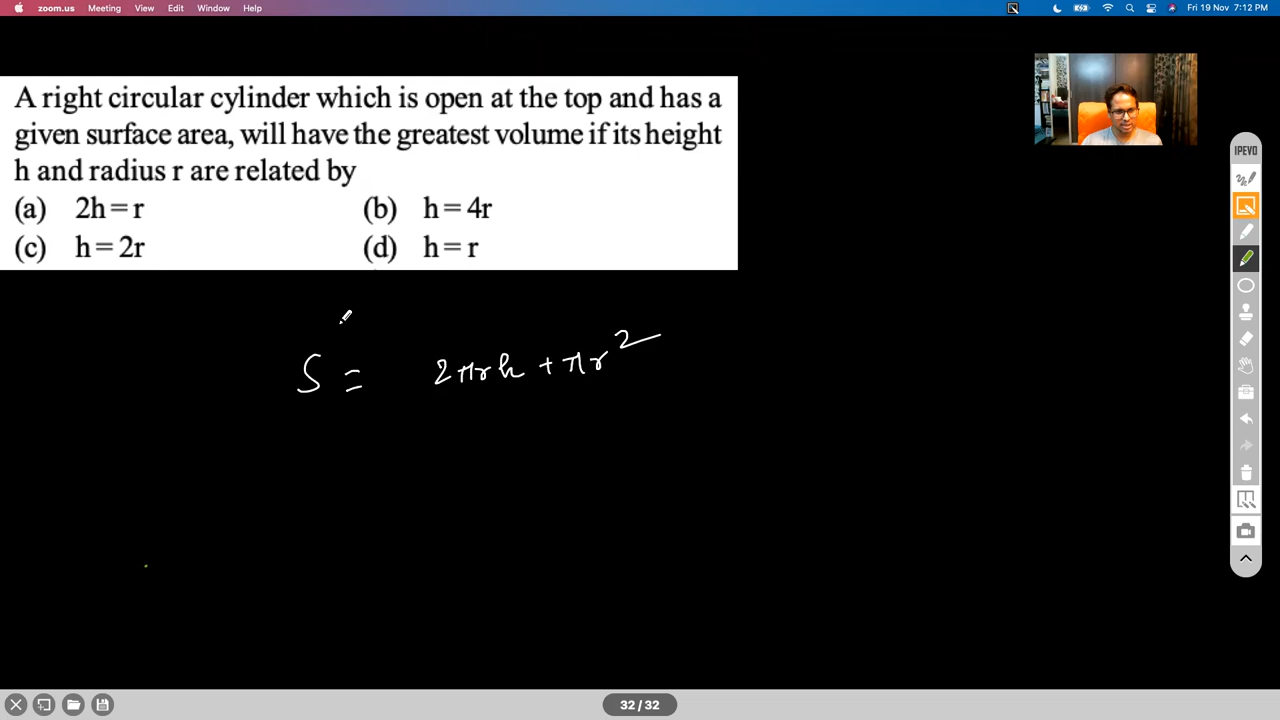 zoom.us Meeting View Edit Window Help Fri 19 Nov 7:12 PM
A right circular cylinder which is open at the top and has a
given surface area, will have the greatest volume if its height
h and radius r are related by
(a) 2h = r (b) h = 4r
(c) h = 2r (d) h = r
S = 2πrh + πr²
IPEVO
32 / 32